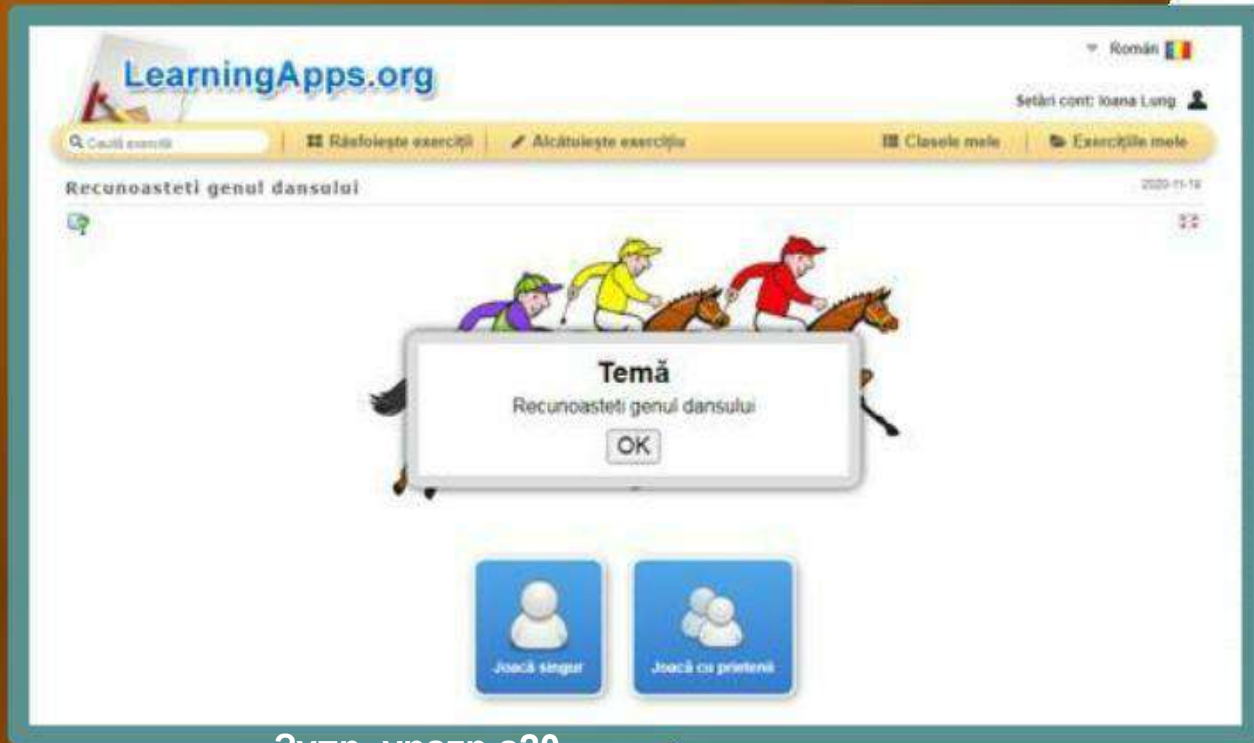 LearningApps.org
Român
Setări cont: Ioana Lung
Caută exerciții
Răsfoiește exerciții
Alcătuiește exercițiu
Clasele mele
Exercițiile mele
Recunoasteti genul dansului
Temă
Recunoasteti genul dansului
OK
Joacă singur
Joacă cu prietenii